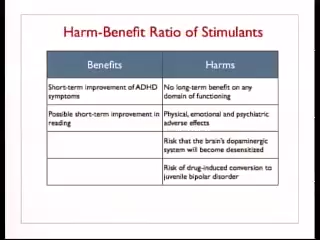 Harm-Benefit Ratio of Stimulants
Benefits
Harms
Short-term improvement of ADHD
symptoms
No long-term benefit on any
domain of functioning
Possible short-term improvement in
reading
Physical, emotional and psychiatric
adverse effects
Risk that the brain's dopaminergic
system will become desensitized
Risk of drug-induced conversion to
juvenile bipolar disorder